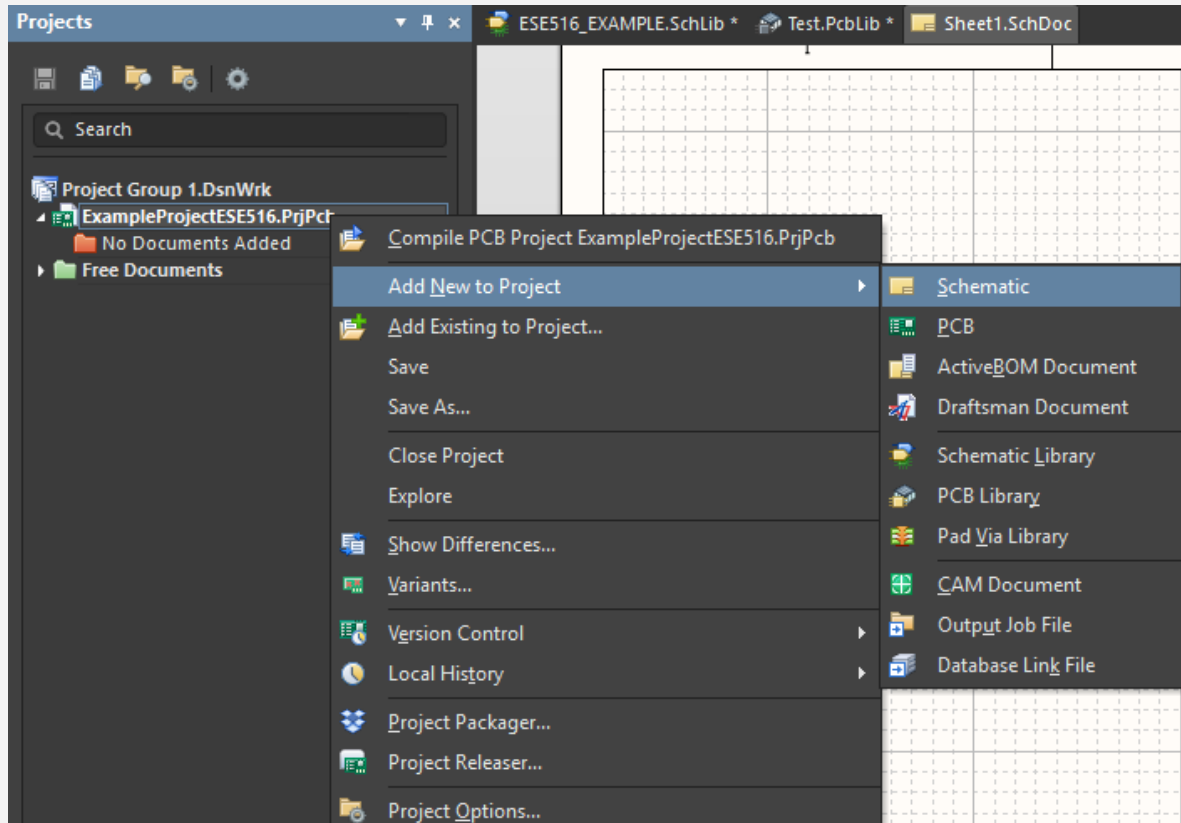 Projects
ESE516_EXAMPLE.SchLib *
Test.PcbLib *
Sheet1.SchDoc
Search
Project Group 1.DsnWrk
ExampleProjectESE516.PrjPcb
No Documents Added
Free Documents
Compile PCB Project ExampleProjectESE516.PrjPcb
Add New to Project
Add Existing to Project...
Save
Save As...
Close Project
Explore
Show Differences...
Variants...
Version Control
Local History
Project Packager...
Project Releaser...
Project Options...
Schematic
PCB
ActiveBOM Document
Draftsman Document
Schematic Library
PCB Library
Pad Via Library
CAM Document
Output Job File
Database Link File